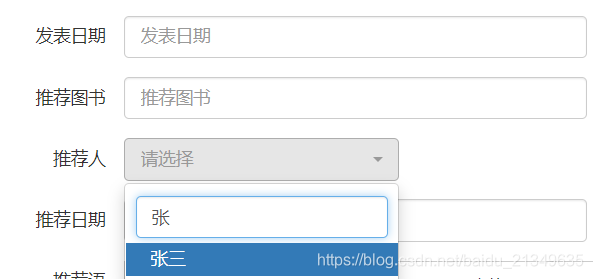 发表日期 发表日期
推荐图书 推荐图书
推荐人 请选择
张
推荐日期
张三
https://blog.csdn.net/baidu_21349635
推荐语